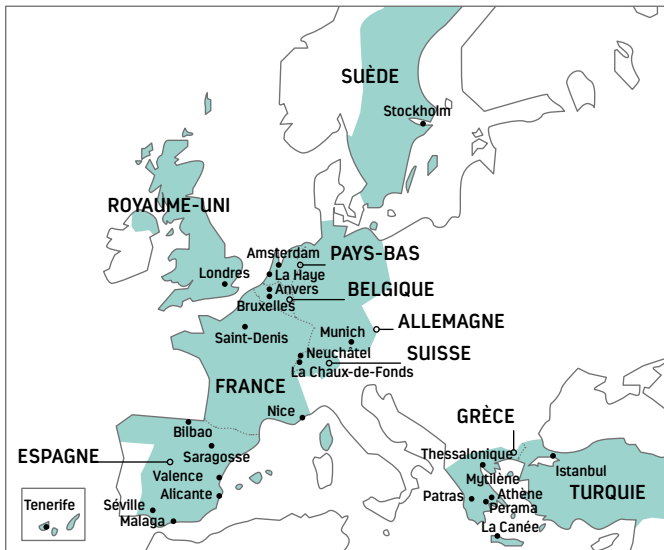 SUÈDE
Stockholm
ROYAUME-UNI
Amsterdam
PAYS-BAS
Londres
La Haye
Anvers
BELGIQUE
Bruxelles
ALLEMAGNE
Saint-Denis
Munich
Neuchâtel
SUISSE
La Chaux-de-Fonds
FRANCE
Nice
GRÈCE
Bilbao
ESPAGNE
Saragosse
Thessalonique
Istanbul
Valence
Mytilène
Alicante
Patras
Athène
TURQUIE
Tenerife
Séville
Perama
Malaga
La Canée